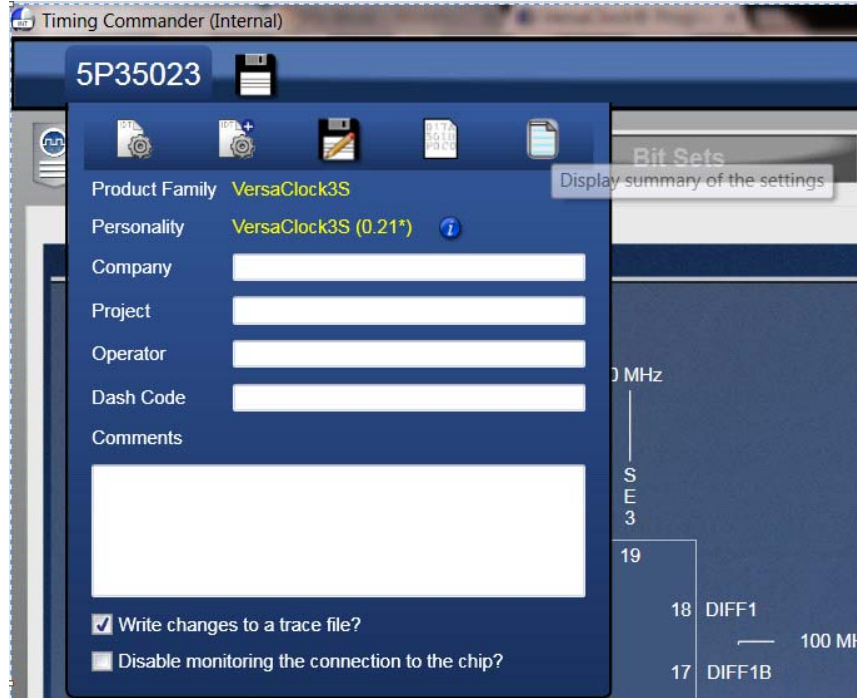 Timing Commander (Internal)
5P35023
Bit Sets
Display summary of the settings
Product Family VersaClock3S
Personality VersaClock3S (0.21*)
Company
Project
Operator
Dash Code
Comments
Write changes to a trace file?
Disable monitoring the connection to the chip?
0 MHz
S
E
3
19
18 DIFF1
100 MH
17 DIFF1B